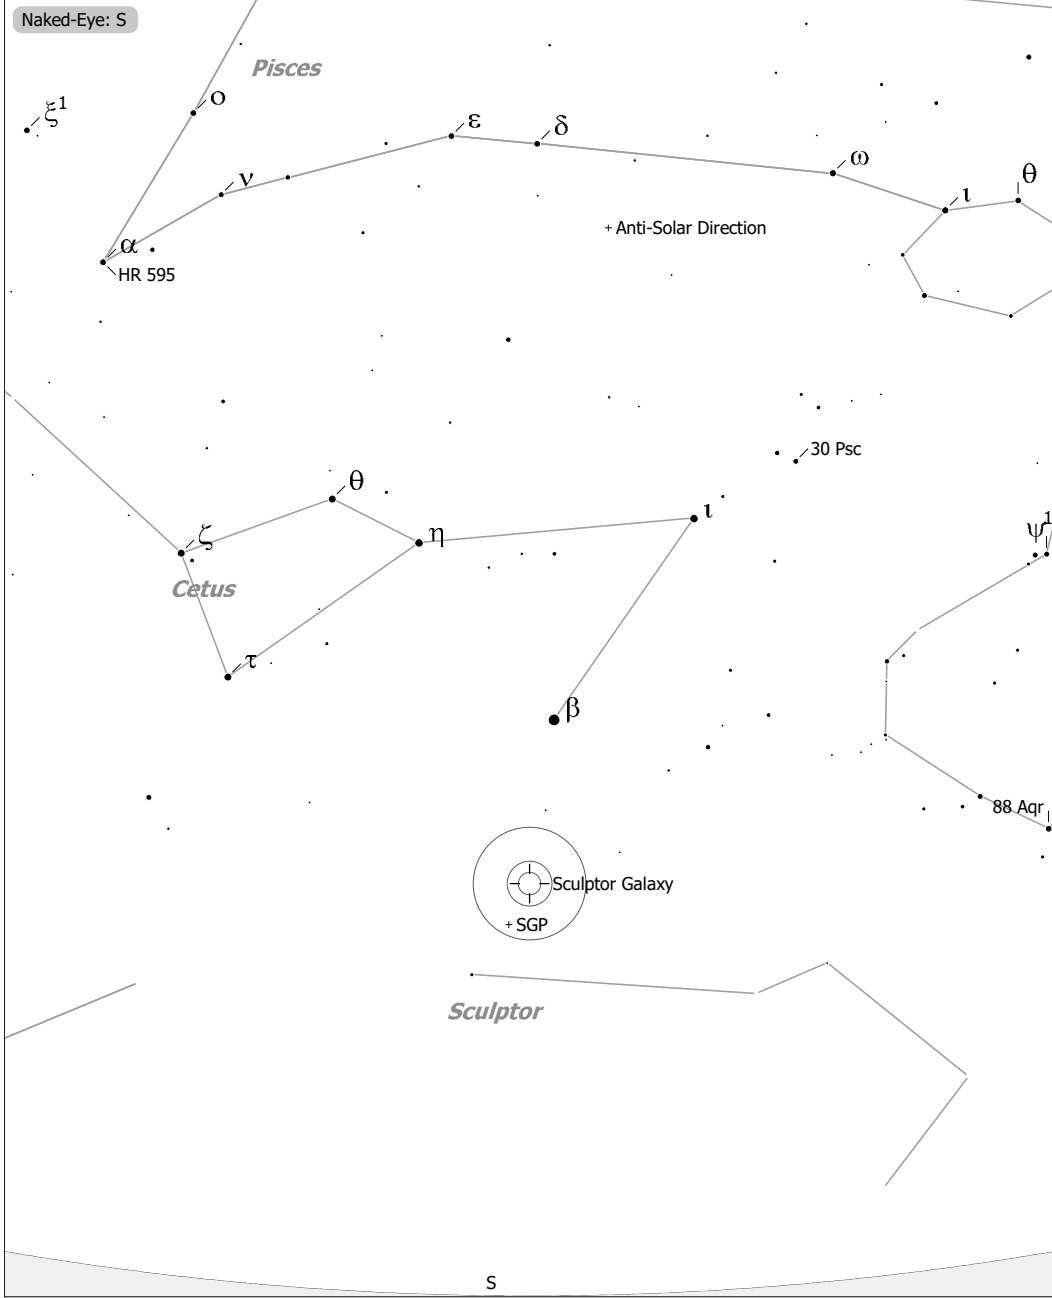 Naked-Eye: S
Pisces
ο
ξ¹
ε
δ
ω
θ
ι
ν
α
HR 595
+ Anti-Solar Direction
30 Psc
θ
ι
η
ζ
ψ¹
Cetus
τ
β
88 Aqr
Sculptor Galaxy
+ SGP
Sculptor
S